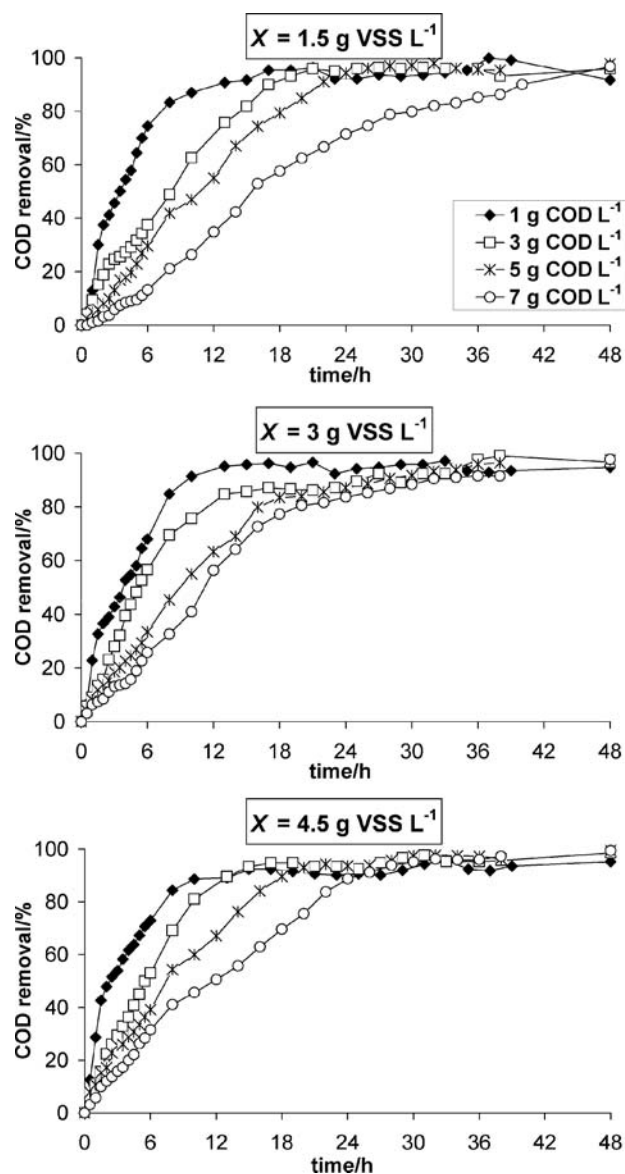 X = 1.5 g VSS L⁻¹
COD removal/%
100
80
60
40
20
0
1 g COD L⁻¹
3 g COD L⁻¹
5 g COD L⁻¹
7 g COD L⁻¹
0 6 12 18 24 30 36 42 48
time/h
X = 3 g VSS L⁻¹
COD removal/%
100
80
60
40
20
0
0 6 12 18 24 30 36 42 48
time/h
X = 4.5 g VSS L⁻¹
COD removal/%
100
80
60
40
20
0
0 6 12 18 24 30 36 42 48
time/h